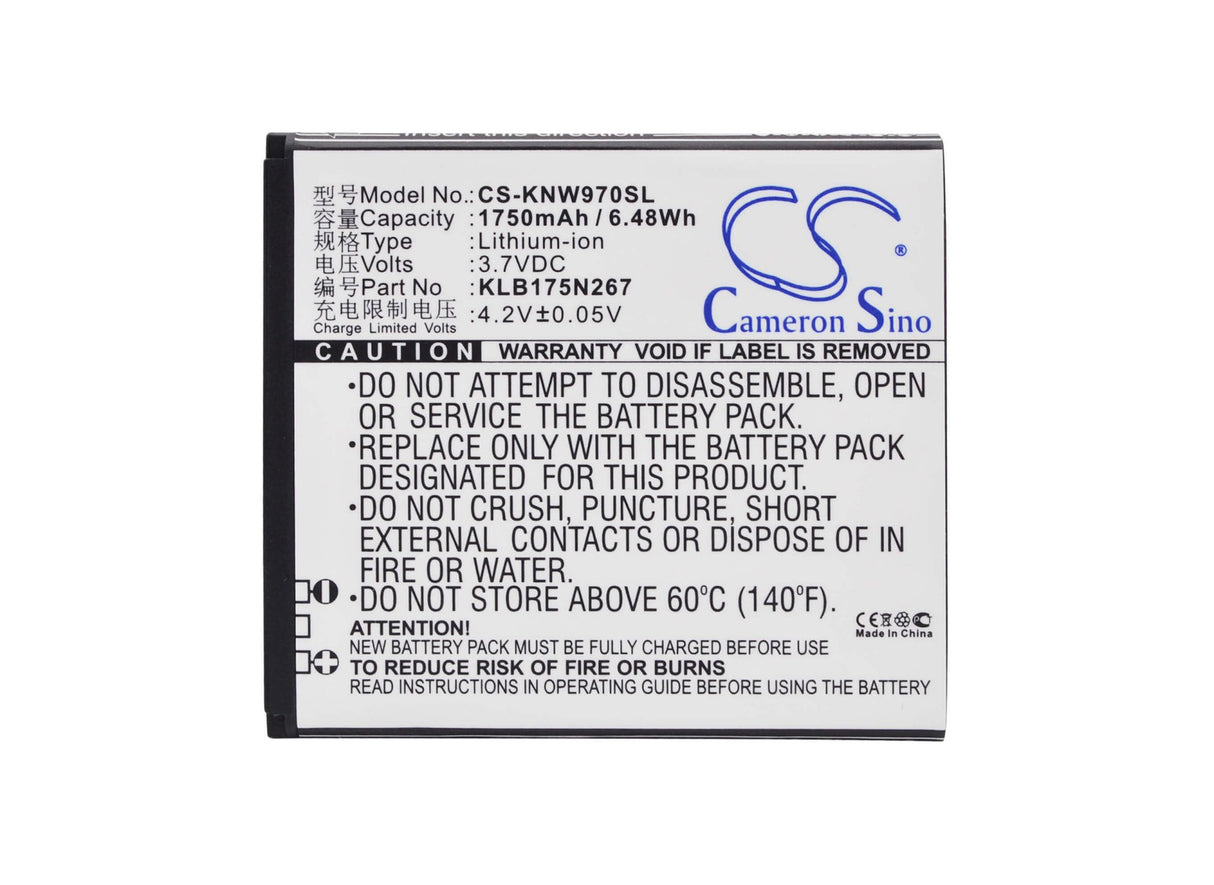 Insert this direction
型号Model No.: CS-KNW970SL
容量Capacity :1750mAh / 6.48Wh
规格Type :Lithium-ion
电压Volts :3.7VDC
编号Part No :KLB175N267
充电限制电压 :4.2V±0.05V
Charge Limited Volts
CS ®
Cameron Sino
CAUTION WARRANTY VOID IF LABEL IS REMOVED
·DO NOT ATTEMPT TO DISASSEMBLE, OPEN
OR SERVICE THE BATTERY PACK.
·REPLACE ONLY WITH THE BATTERY PACK
DESIGNATED FOR THIS PRODUCT.
·DO NOT CRUSH, PUNCTURE, SHORT
EXTERNAL CONTACTS OR DISPOSE OF IN
FIRE OR WATER.
·DO NOT STORE ABOVE 60°C (140°F).
ATTENTION!
NEW BATTERY PACK MUST BE FULLY CHARGED BEFORE USE
TO REDUCE RISK OF FIRE OR BURNS
READ INSTRUCTIONS IN OPERATING GUIDE BEFORE USING THE BATTERY
CE
Made In China